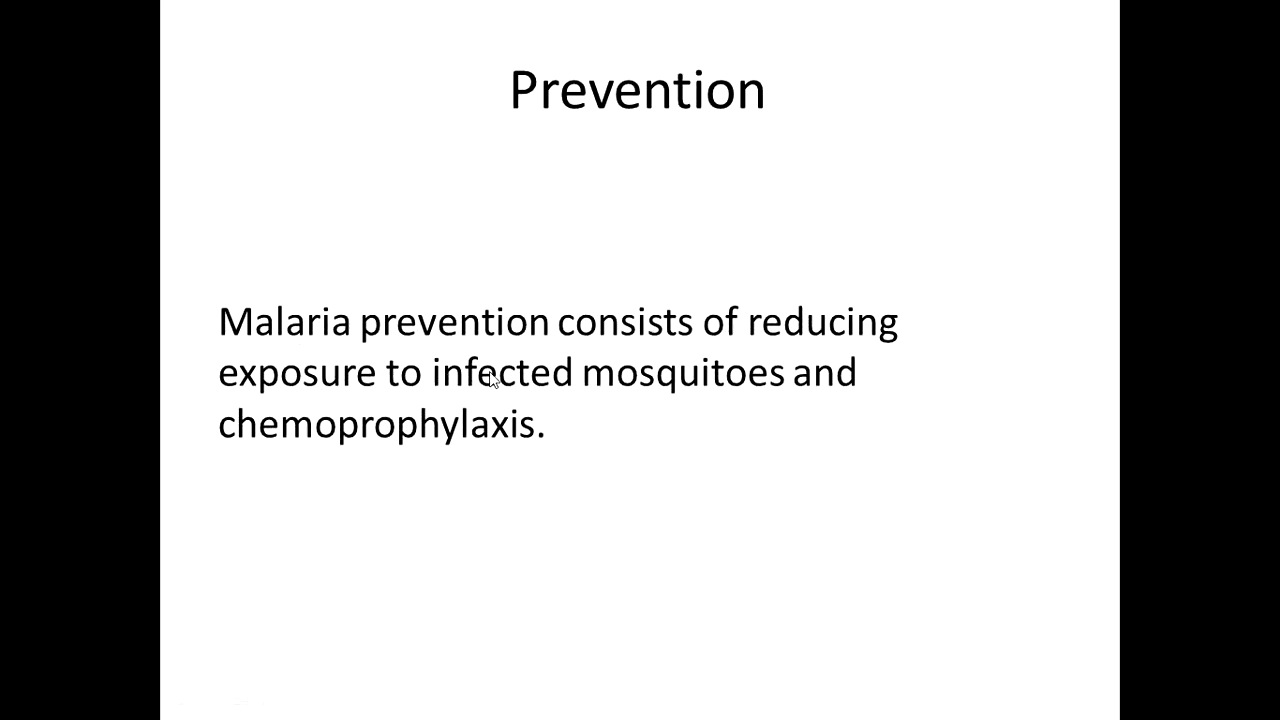 Prevention
Malaria prevention consists of reducing
exposure to infected mosquitoes and
chemoprophylaxis.